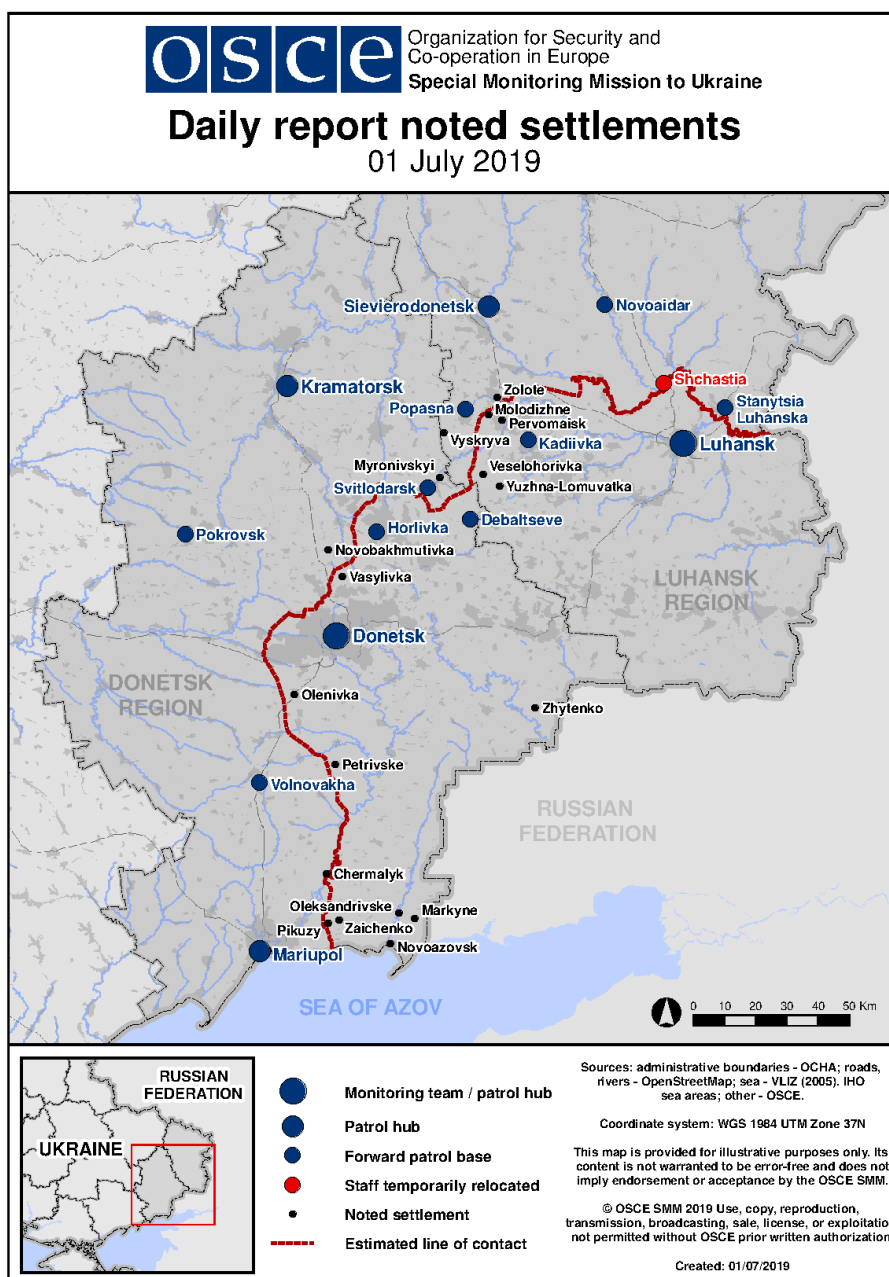 osce
Organization for Security and
Co-operation in Europe
Special Monitoring Mission to Ukraine
Daily report noted settlements
01 July 2019
Sievierodonetsk
Novoaidar
Shchastia
Kramatorsk
Zolote
Stanytsia
Luhanska
Popasna
Molodizhne
Pervomaisk
Vyskryva
Kadiivka
Luhansk
Myronivskyi
Veselohorivka
Svitlodarsk
Yuzhna-Lomuvatka
Debaltseve
Horlivka
Pokrovsk
Novobakhmutivka
Vasylivka
LUHANSK
REGION
Donetsk
DONETSK
REGION
Olenivka
Zhytenko
Petrivske
Volnovakha
RUSSIAN
FEDERATION
Chermalyk
Oleksandrivske
Markyne
Pikuzy
Zaichenko
Novoazovsk
Mariupol
SEA OF AZOV
0 10 20 30 40 50 Km
RUSSIAN
FEDERATION
UKRAINE
Monitoring team / patrol hub
Patrol hub
Forward patrol base
Staff temporarily relocated
Noted settlement
Estimated line of contact
Sources: administrative boundaries - OCHA; roads,
rivers - OpenStreetMap; sea - VLIZ (2005). IHO
sea areas; other - OSCE.
Coordinate system: WGS 1984 UTM Zone 37N
This map is provided for illustrative purposes only. Its
content is not warranted to be error-free and does not
imply endorsement or acceptance by the OSCE SMM.
© OSCE SMM 2019 Use, copy, reproduction,
transmission, broadcasting, sale, license, or exploitatio
not permitted without OSCE prior written authorization
Created: 01/07/2019